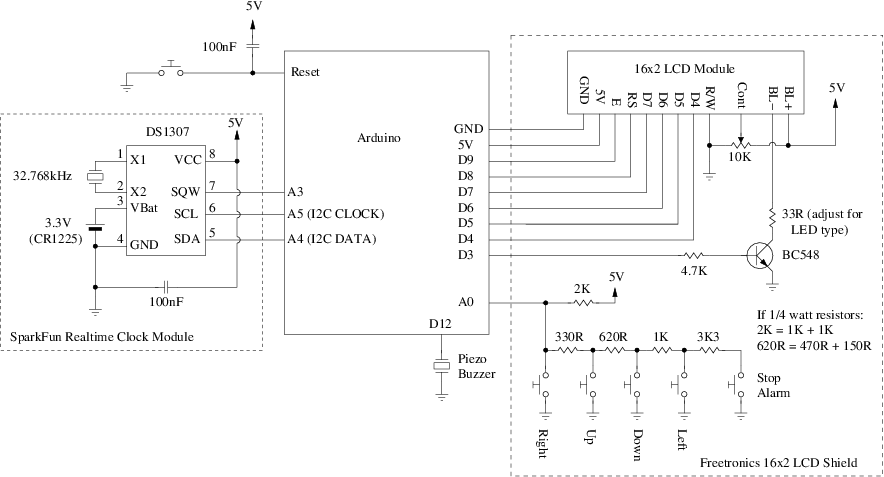 5V
100nF
Reset
Arduino
DS1307
5V
1
X1
VCC
8
32.768kHz
2
X2
SQW
7
A3
3
VBat
3.3V
(CR1225)
SCL
6
A5 (I2C CLOCK)
4
GND
SDA
5
A4 (I2C DATA)
100nF
SparkFun Realtime Clock Module
GND
5V
D9
D8
D7
D6
D5
D4
D3
A0
D12
Piezo
Buzzer
16x2 LCD Module
GND
5V
E
RS
D7
D6
D5
D4
R/W
Cont
BL-
BL+
5V
10K
33R (adjust for
LED type)
BC548
4.7K
5V
2K
330R
620R
1K
3K3
If 1/4 watt resistors:
2K = 1K + 1K
620R = 470R + 150R
Stop
Alarm
Right
Up
Down
Left
Freetronics 16x2 LCD Shield